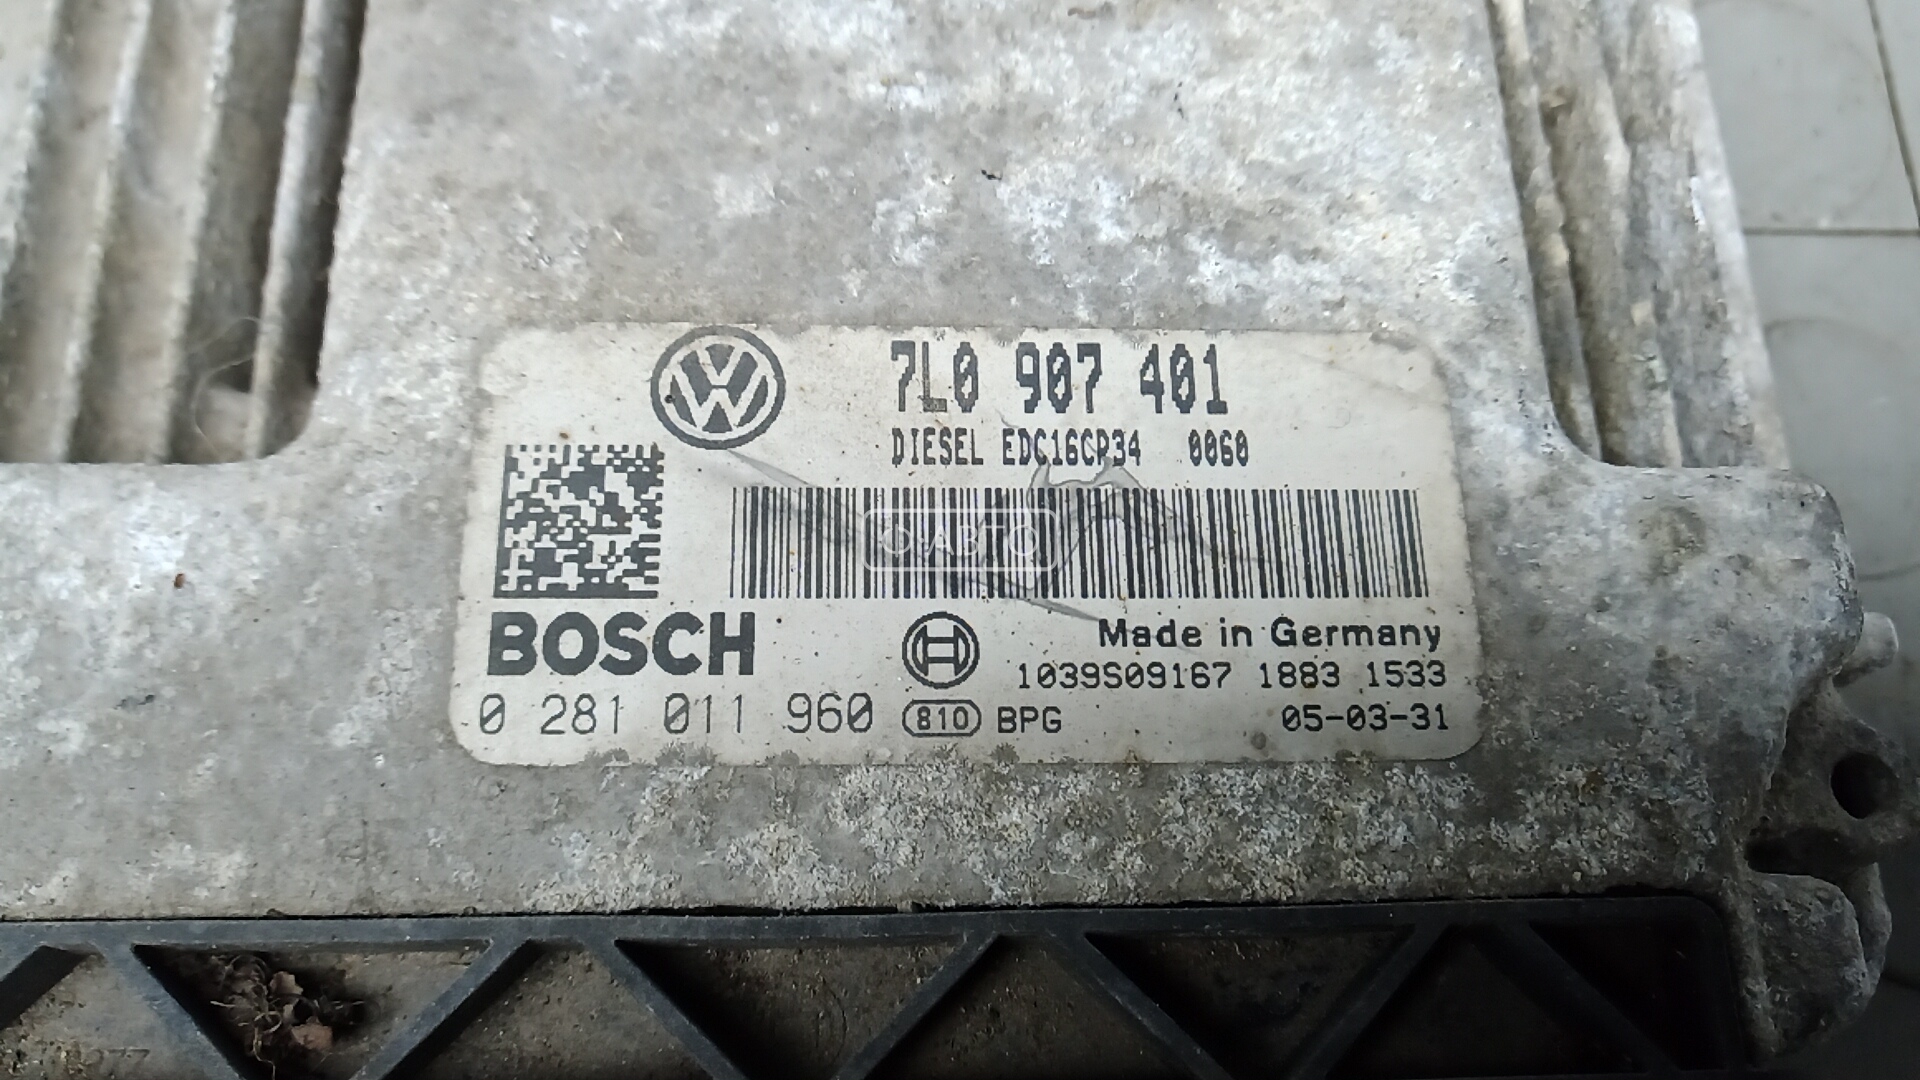 7L0 907 401
DIESEL EDC16CP34 0060
О-АВТО
BOSCH
Made in Germany
1039S09167 1883 1533
0 281 011 960 810 BPG 05-03-31